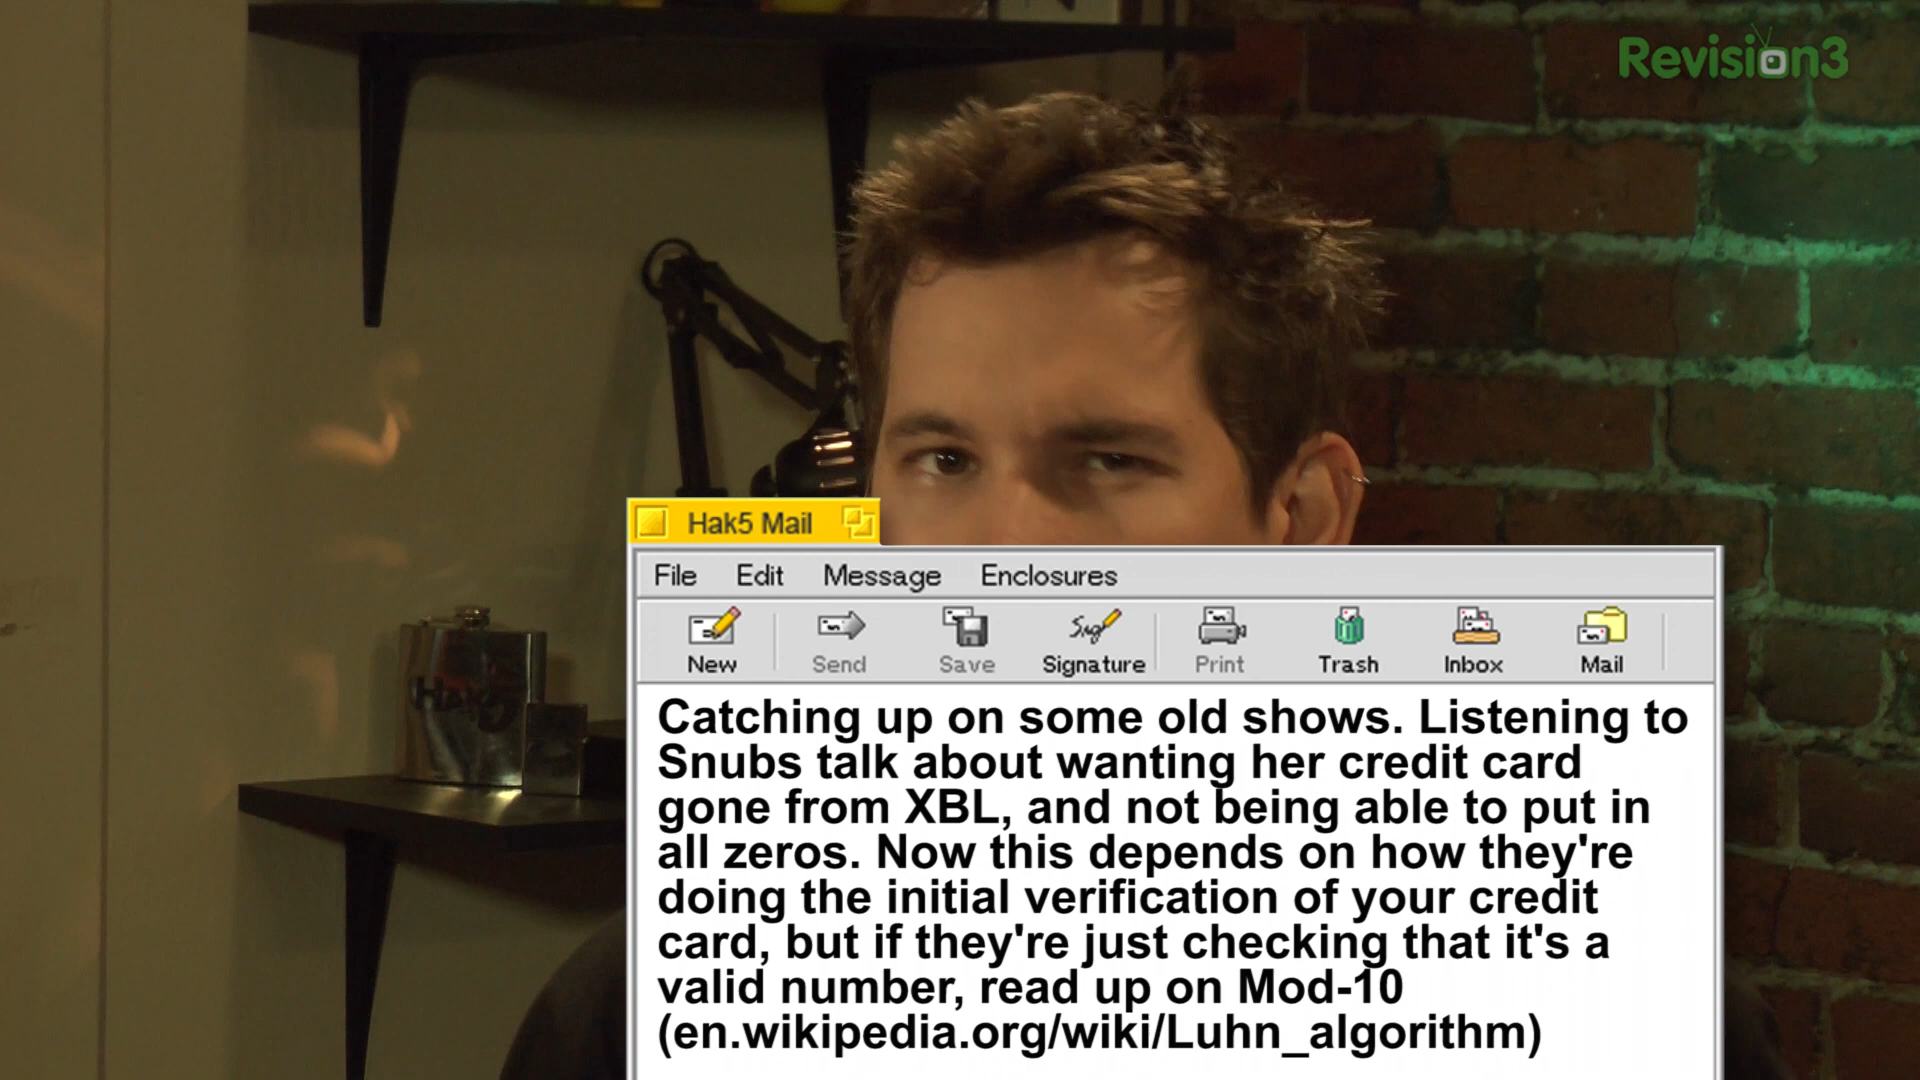 Revision3
Hak5 Mail
File Edit Message Enclosures
New Send Save Signature Print Trash Inbox Mail
Catching up on some old shows. Listening to
Snubs talk about wanting her credit card
gone from XBL, and not being able to put in
all zeros. Now this depends on how they're
doing the initial verification of your credit
card, but if they're just checking that it's a
valid number, read up on Mod-10
(en.wikipedia.org/wiki/Luhn_algorithm)
Hak5